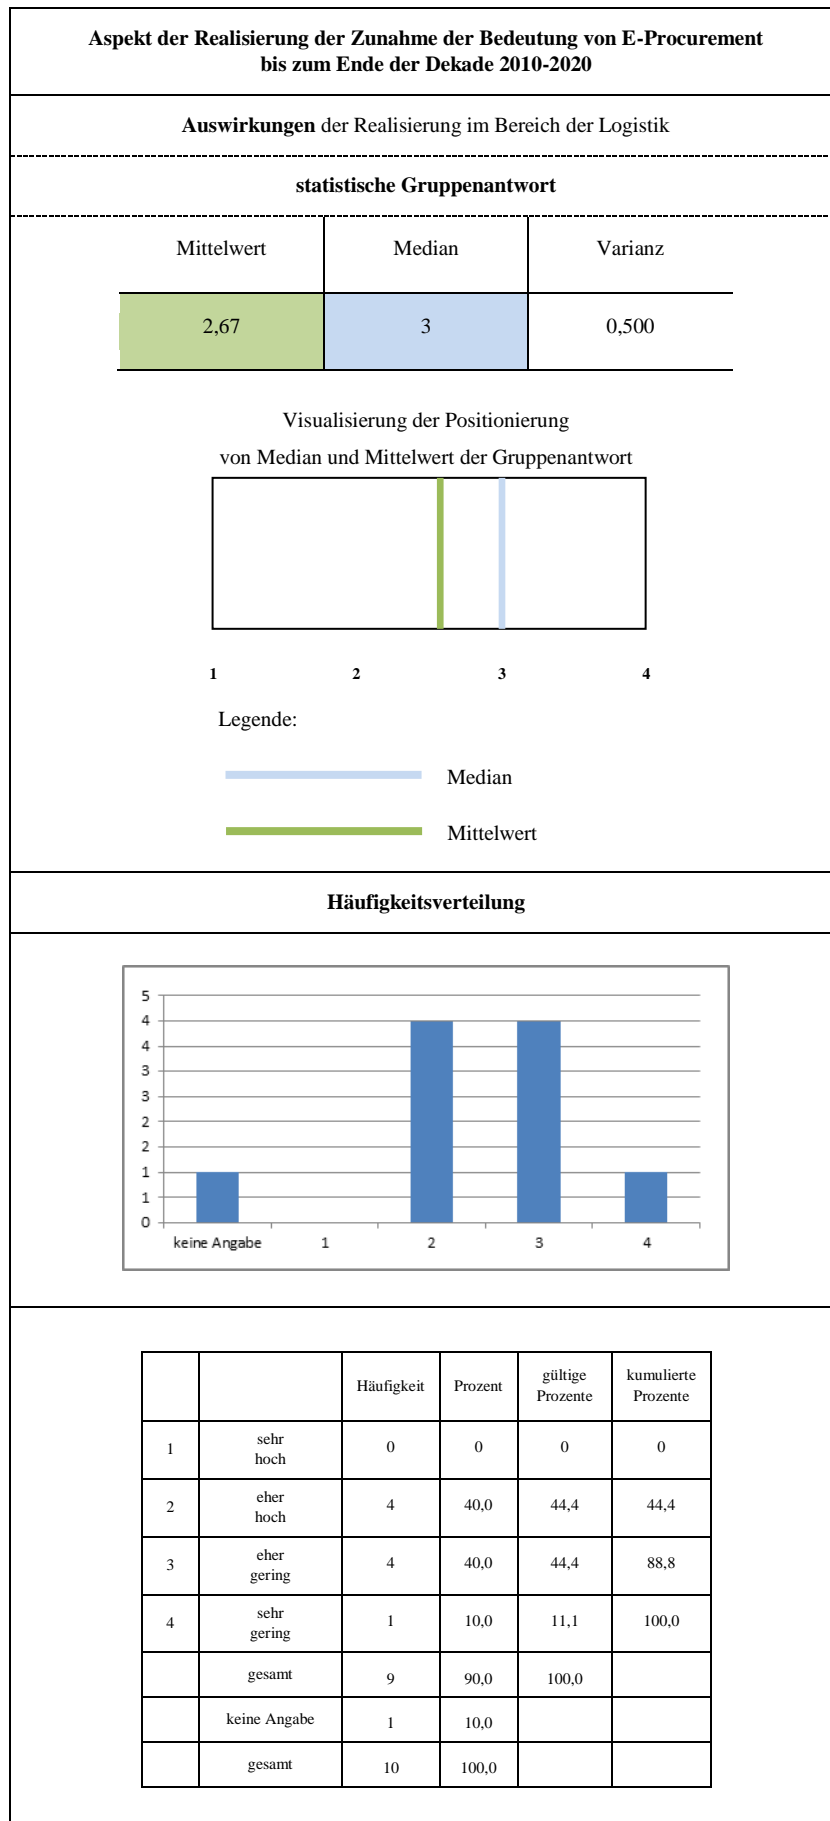 Aspekt der Realisierung der Zunahme der Bedeutung von E-Procurement
bis zum Ende der Dekade 2010-2020
Auswirkungen der Realisierung im Bereich der Logistik
statistische Gruppenantwort
Mittelwert Median Varianz
2,67 3 0,500
Visualisierung der Positionierung
von Median und Mittelwert der Gruppenantwort
1 2 3 4
Legende:
Median
Mittelwert
Häufigkeitsverteilung
5
4
4
3
3
2
2
1
1
0
keine Angabe 1 2 3 4
Häufigkeit Prozent gültige Prozente kumulierte Prozente
1 sehr hoch 0 0 0 0
2 eher hoch 4 40,0 44,4 44,4
3 eher gering 4 40,0 44,4 88,8
4 sehr gering 1 10,0 11,1 100,0
gesamt 9 90,0 100,0
keine Angabe 1 10,0
gesamt 10 100,0